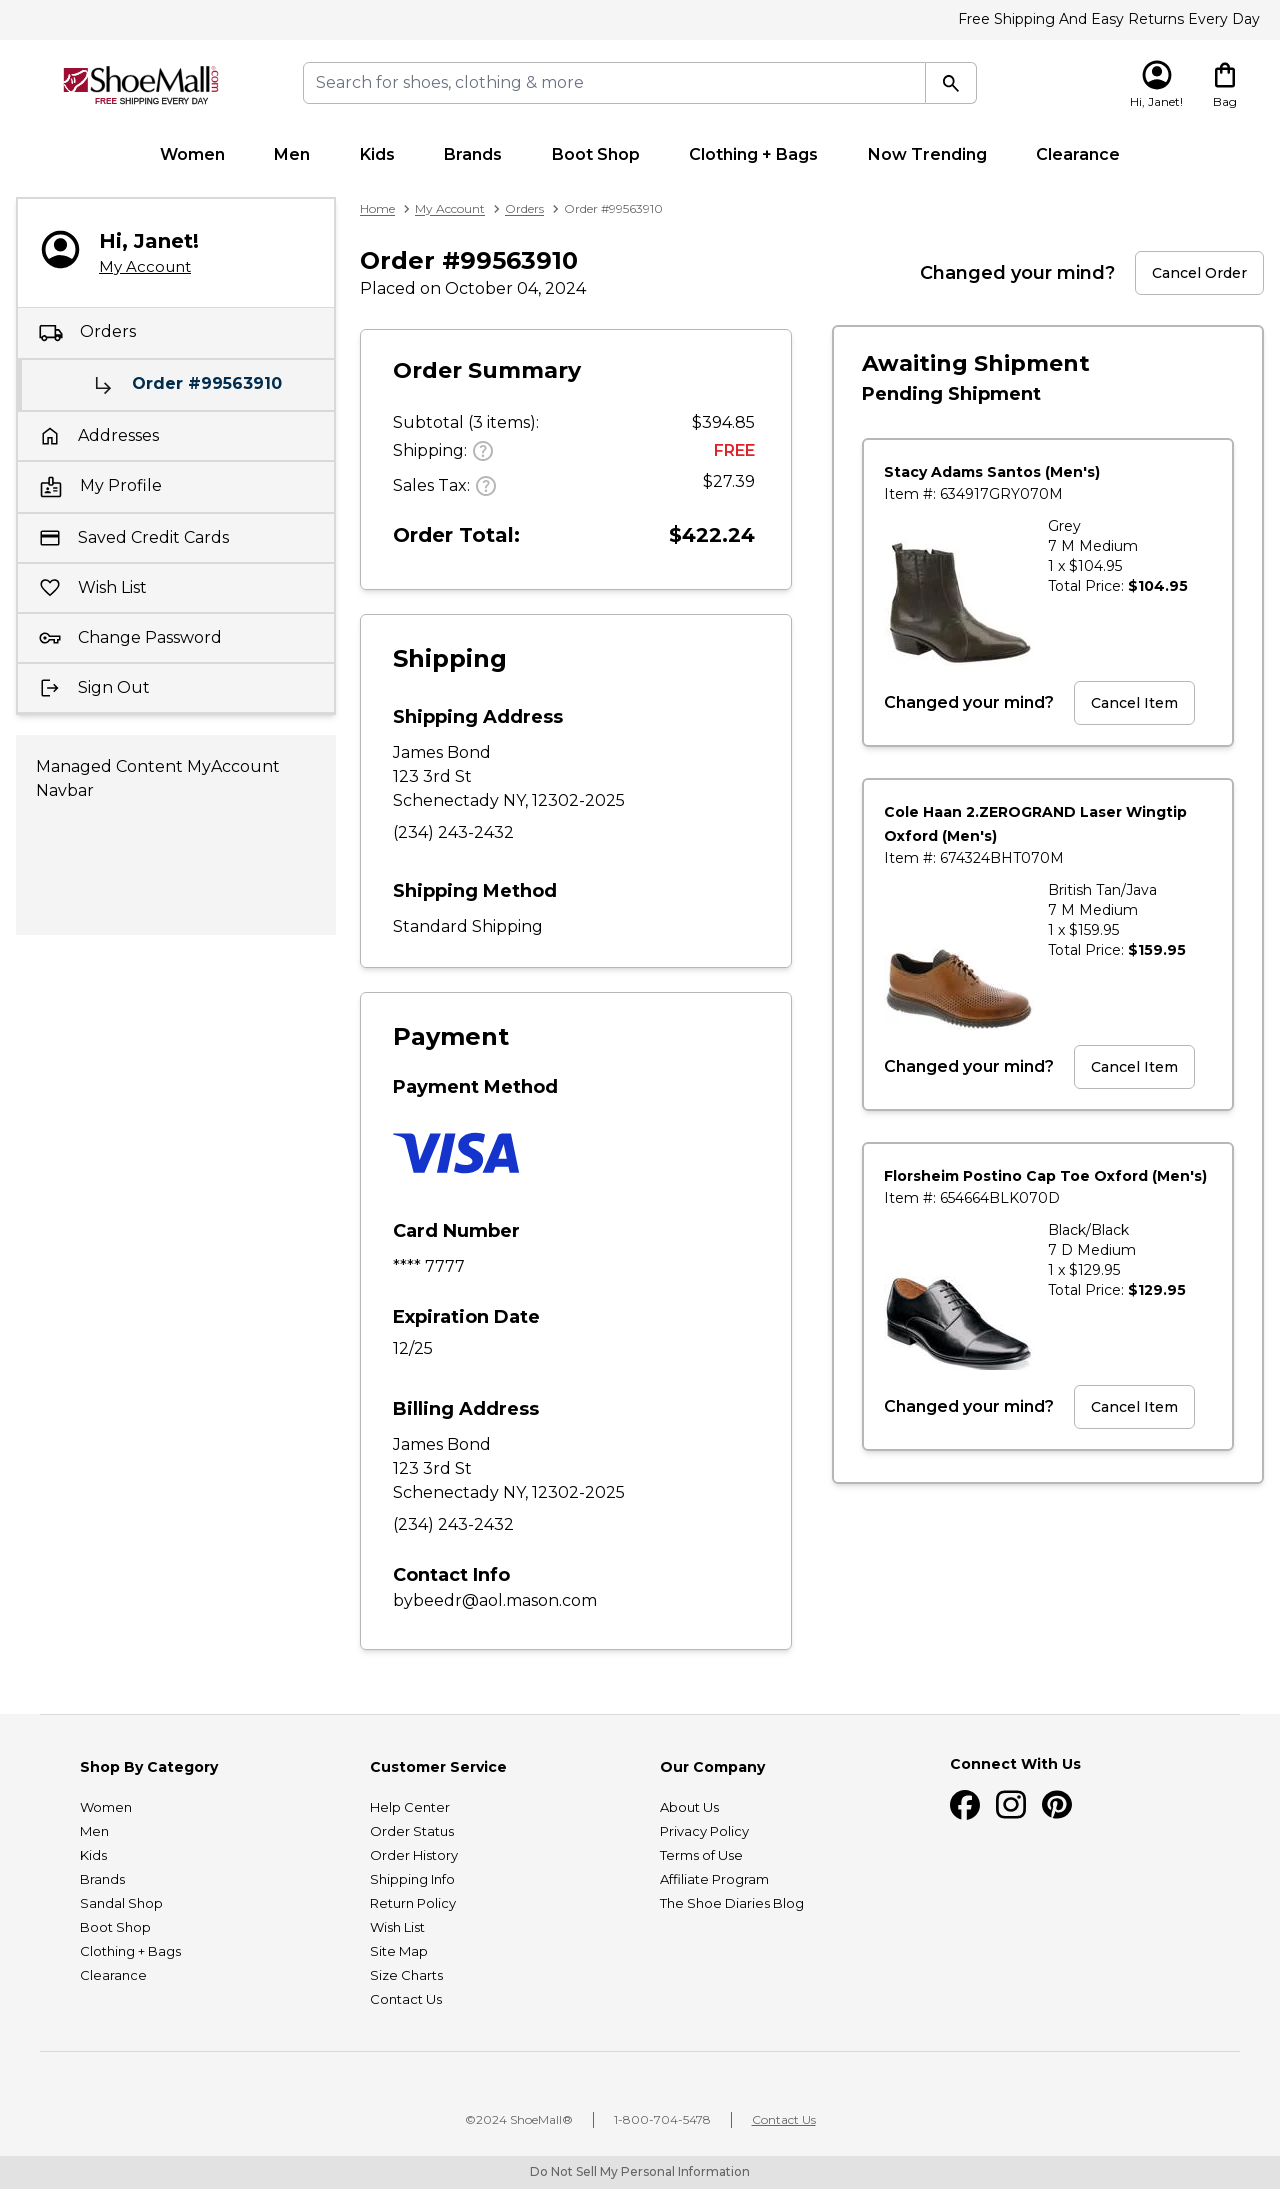 Free Shipping And Easy Returns Every Day
ShoeMall®.com
FREE SHIPPING EVERY DAY
Search for shoes, clothing & more
Hi, Janet!
Bag
Women
Men
Kids
Brands
Boot Shop
Clothing + Bags
Now Trending
Clearance
Hi, Janet!
My Account
Orders
Order #99563910
Addresses
My Profile
Saved Credit Cards
Wish List
Change Password
Sign Out
Managed Content MyAccount
Navbar
Home > My Account > Orders > Order #99563910
Order #99563910
Placed on October 04, 2024
Changed your mind?
Cancel Order
Order Summary
Subtotal (3 items): $394.85
Shipping: ? FREE
Sales Tax: ? $27.39
Order Total: $422.24
Shipping
Shipping Address
James Bond
123 3rd St
Schenectady NY, 12302-2025
(234) 243-2432
Shipping Method
Standard Shipping
Payment
Payment Method
VISA
Card Number
**** 7777
Expiration Date
12/25
Billing Address
James Bond
123 3rd St
Schenectady NY, 12302-2025
(234) 243-2432
Contact Info
bybeedr@aol.mason.com
Awaiting Shipment
Pending Shipment
Stacy Adams Santos (Men's)
Item #: 634917GRY070M
Grey
7 M Medium
1 x $104.95
Total Price: $104.95
Changed your mind?
Cancel Item
Cole Haan 2.ZEROGRAND Laser Wingtip
Oxford (Men's)
Item #: 674324BHT070M
British Tan/Java
7 M Medium
1 x $159.95
Total Price: $159.95
Changed your mind?
Cancel Item
Florsheim Postino Cap Toe Oxford (Men's)
Item #: 654664BLK070D
Black/Black
7 D Medium
1 x $129.95
Total Price: $129.95
Changed your mind?
Cancel Item
Shop By Category
Women
Men
Kids
Brands
Sandal Shop
Boot Shop
Clothing + Bags
Clearance
Customer Service
Help Center
Order Status
Order History
Shipping Info
Return Policy
Wish List
Site Map
Size Charts
Contact Us
Our Company
About Us
Privacy Policy
Terms of Use
Affiliate Program
The Shoe Diaries Blog
Connect With Us
©2024 ShoeMall® | 1-800-704-5478 | Contact Us
Do Not Sell My Personal Information